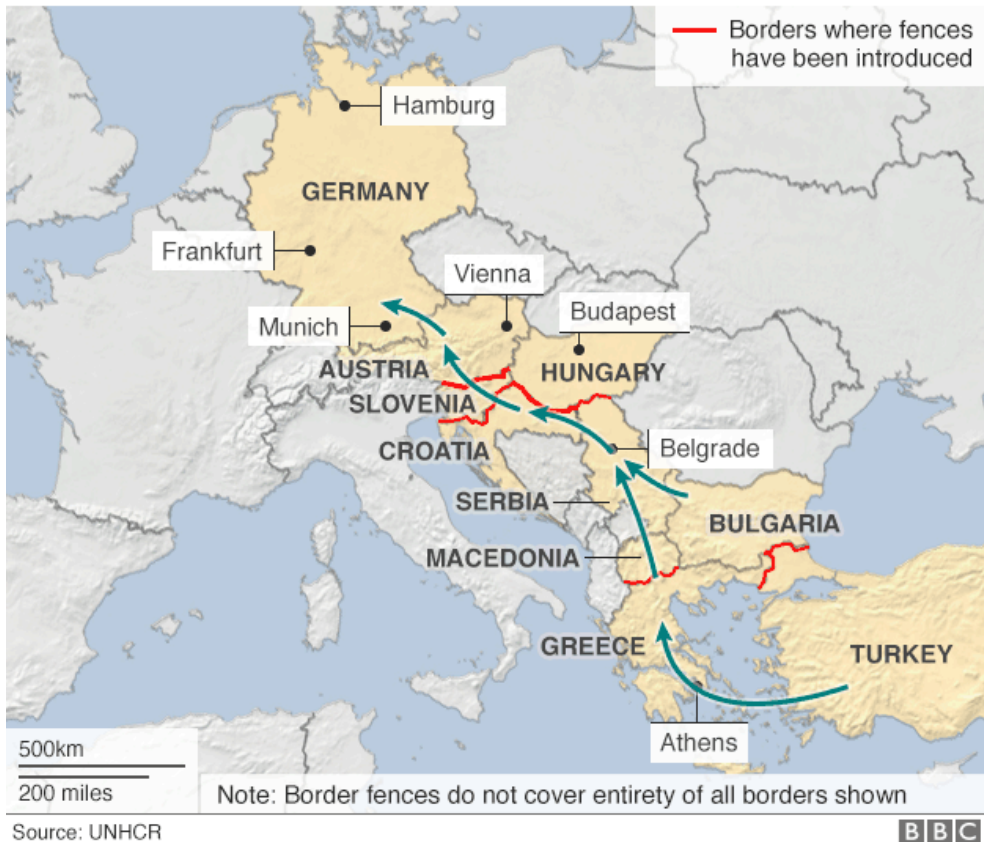 Borders where fences
have been introduced
Hamburg
GERMANY
Frankfurt
Vienna
Budapest
Munich
AUSTRIA
HUNGARY
SLOVENIA
CROATIA
Belgrade
SERBIA
BULGARIA
MACEDONIA
GREECE
TURKEY
Athens
500km
200 miles
Note: Border fences do not cover entirety of all borders shown
Source: UNHCR
BBC